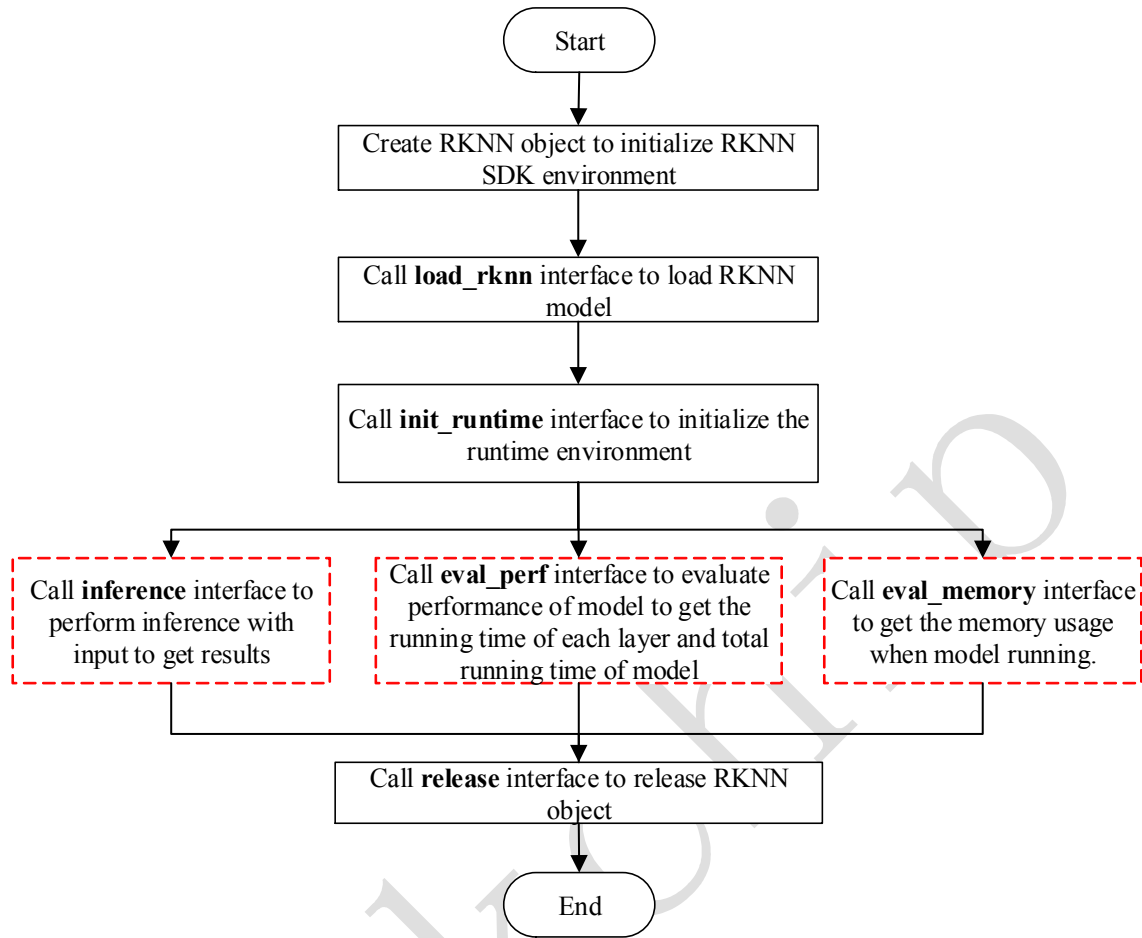 Start
Create RKNN object to initialize RKNN
SDK environment
Call load_rknn interface to load RKNN
model
Call init_runtime interface to initialize the
runtime environment
Call inference interface to
perform inference with
input to get results
Call eval_perf interface to evaluate
performance of model to get the
running time of each layer and total
running time of model
Call eval_memory interface
to get the memory usage
when model running.
Call release interface to release RKNN
object
End
kchip